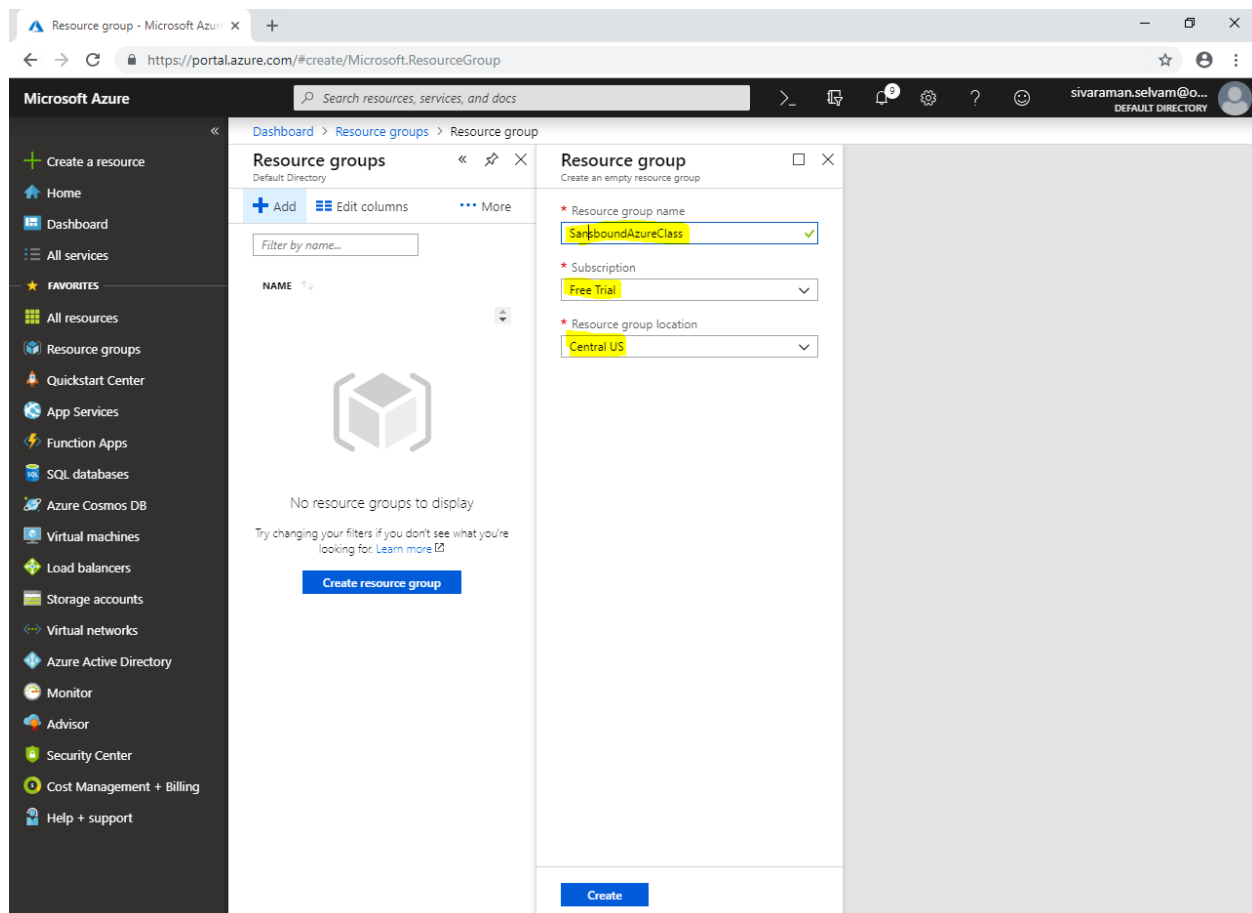 Resource group - Microsoft Azur
https://portal.azure.com/#create/Microsoft.ResourceGroup
Microsoft Azure
Search resources, services, and docs
9
sivaraman.selvam@o...
DEFAULT DIRECTORY
Dashboard > Resource groups > Resource group
Create a resource
Home
Dashboard
All services
FAVORITES
All resources
Resource groups
Quickstart Center
App Services
Function Apps
SQL databases
Azure Cosmos DB
Virtual machines
Load balancers
Storage accounts
Virtual networks
Azure Active Directory
Monitor
Advisor
Security Center
Cost Management + Billing
Help + support
Resource groups
Default Directory
Add
Edit columns
More
Filter by name...
NAME
No resource groups to display
Try changing your filters if you don't see what you're
looking for. Learn more
Create resource group
Resource group
Create an empty resource group
* Resource group name
SansboundAzureClass
* Subscription
Free Trial
* Resource group location
Central US
Create